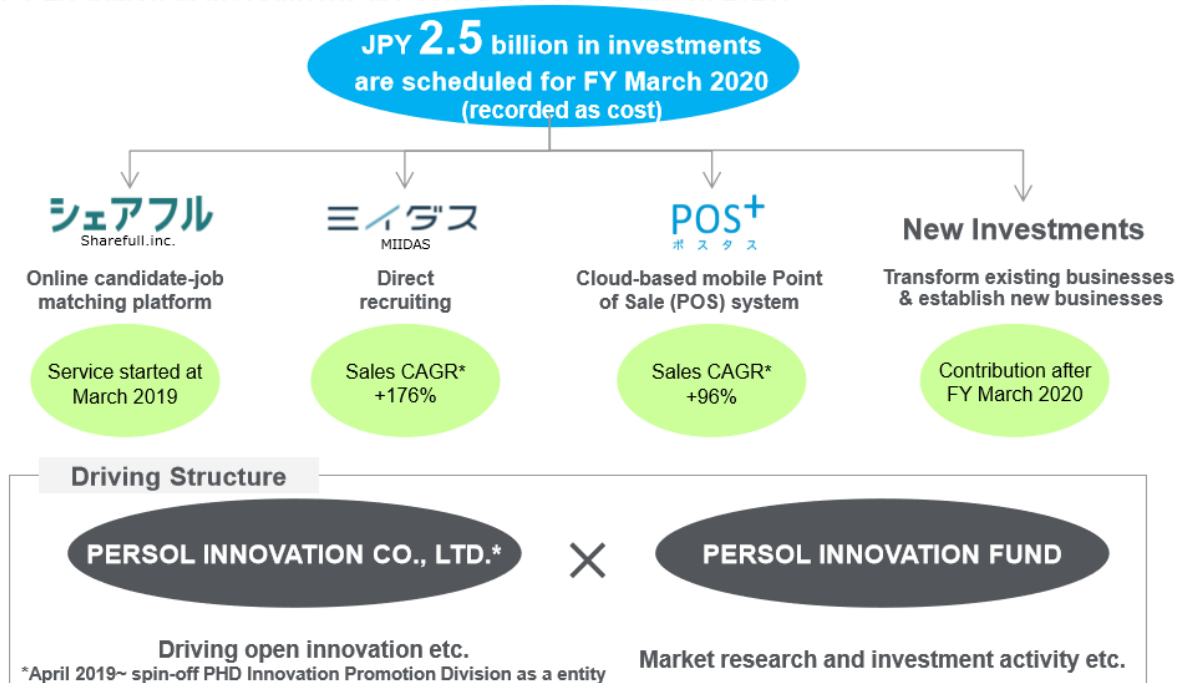 JPY 2.5 billion in investments
are scheduled for FY March 2020
(recorded as cost)
シェアフル
Sharefull.inc.
Online candidate-job
matching platform
Service started at
March 2019
ミイダス
MIIDAS
Direct
recruiting
Sales CAGR*
+176%
POS+
ポスタス
Cloud-based mobile Point
of Sale (POS) system
Sales CAGR*
+96%
New Investments
Transform existing businesses
& establish new businesses
Contribution after
FY March 2020
Driving Structure
PERSOL INNOVATION CO., LTD.*
×
PERSOL INNOVATION FUND
Driving open innovation etc.
*April 2019~ spin-off PHD Innovation Promotion Division as a entity
Market research and investment activity etc.